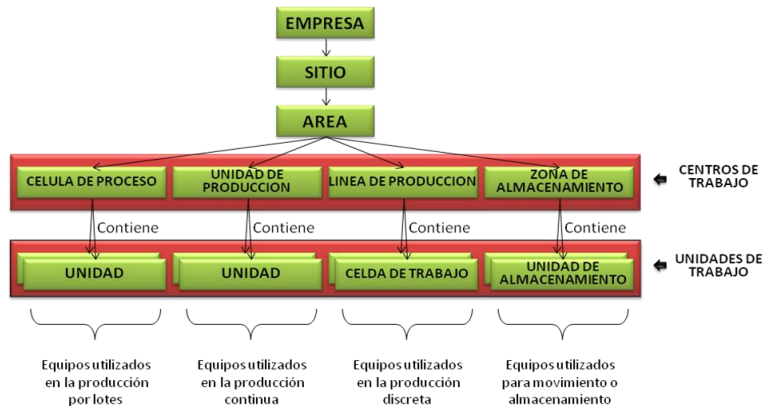 EMPRESA
SITIO
AREA
CELULA DE PROCESO
UNIDAD DE
PRODUCCION
LINEA DE PRODUCCION
ZONA DE
ALMACENAMIENTO
CENTROS DE
TRABAJO
Contiene
Contiene
Contiene
Contiene
UNIDAD
UNIDAD
CELDA DE TRABAJO
UNIDAD DE
ALMACENAMIENTO
UNIDADES DE
TRABAJO
Equipos utilizados
en la producción
por lotes
Equipos utilizados
en la producción
continua
Equipos utilizados
en la producción
discreta
Equipos utilizados
para movimiento o
almacenamiento